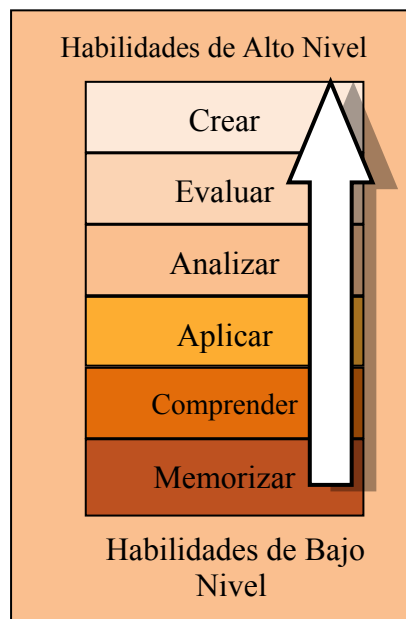 Habilidades de Alto Nivel
Crear
Evaluar
Analizar
Aplicar
Comprender
Memorizar
Habilidades de Bajo
Nivel